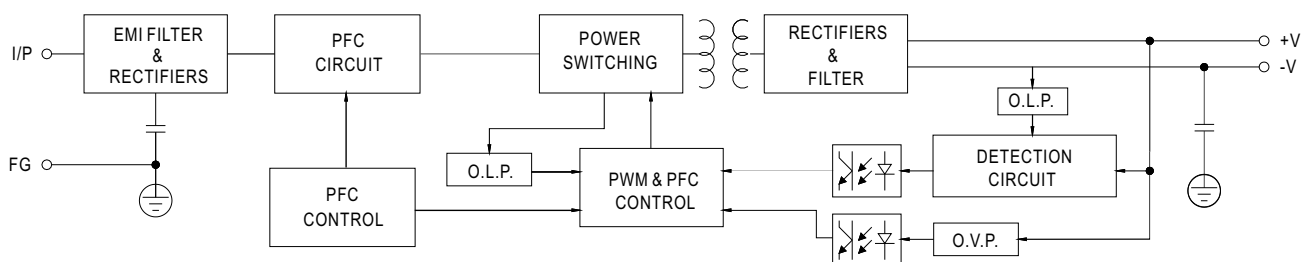 I/P
EMI FILTER
&
RECTIFIERS
PFC
CIRCUIT
POWER
SWITCHING
RECTIFIERS
&
FILTER
+V
-V
O.L.P.
FG
O.L.P.
PFC
CONTROL
PWM & PFC
CONTROL
DETECTION
CIRCUIT
O.V.P.